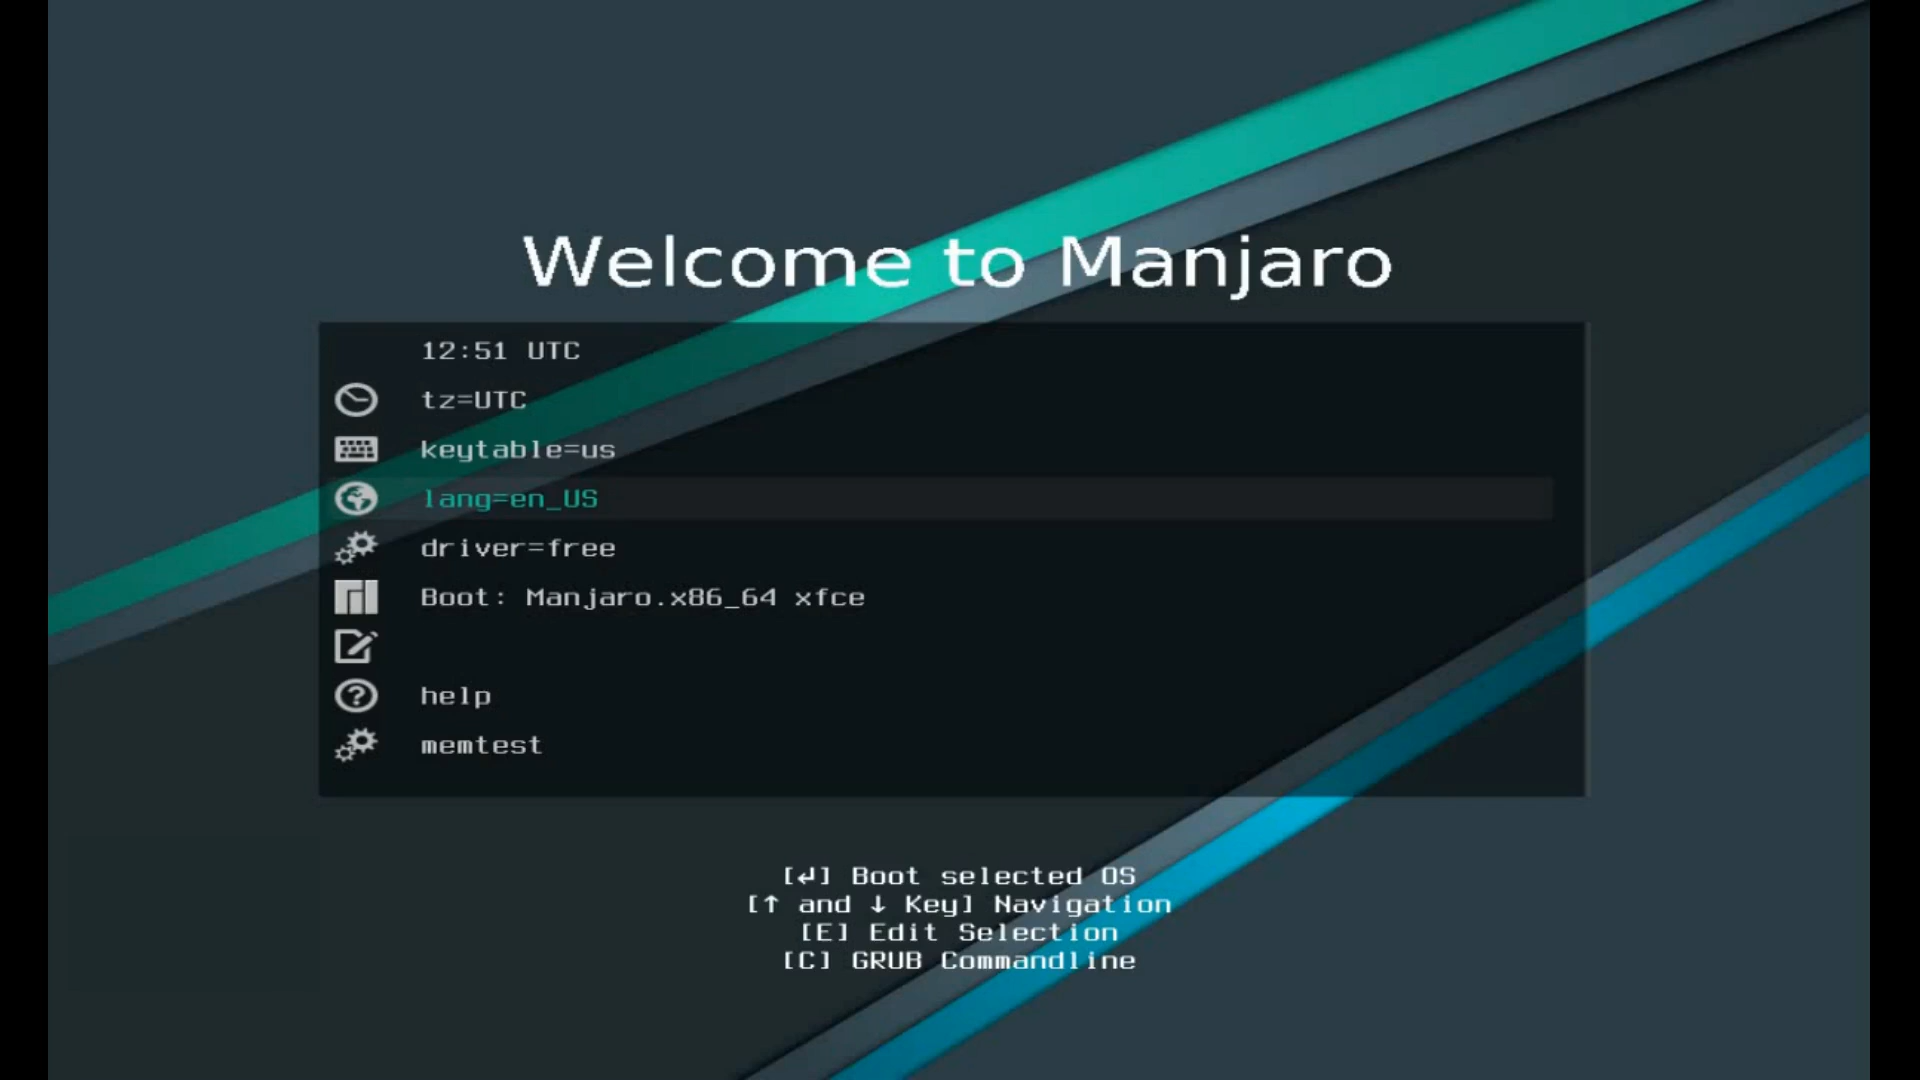 Welcome to Manjaro
12:51 UTC
tz=UTC
keytable=us
lang=en_US
driver=free
Boot: Manjaro.x86_64 xfce
help
memtest
[↲] Boot selected OS
[↑ and ↓ Key] Navigation
[E] Edit Selection
[C] GRUB Commandline